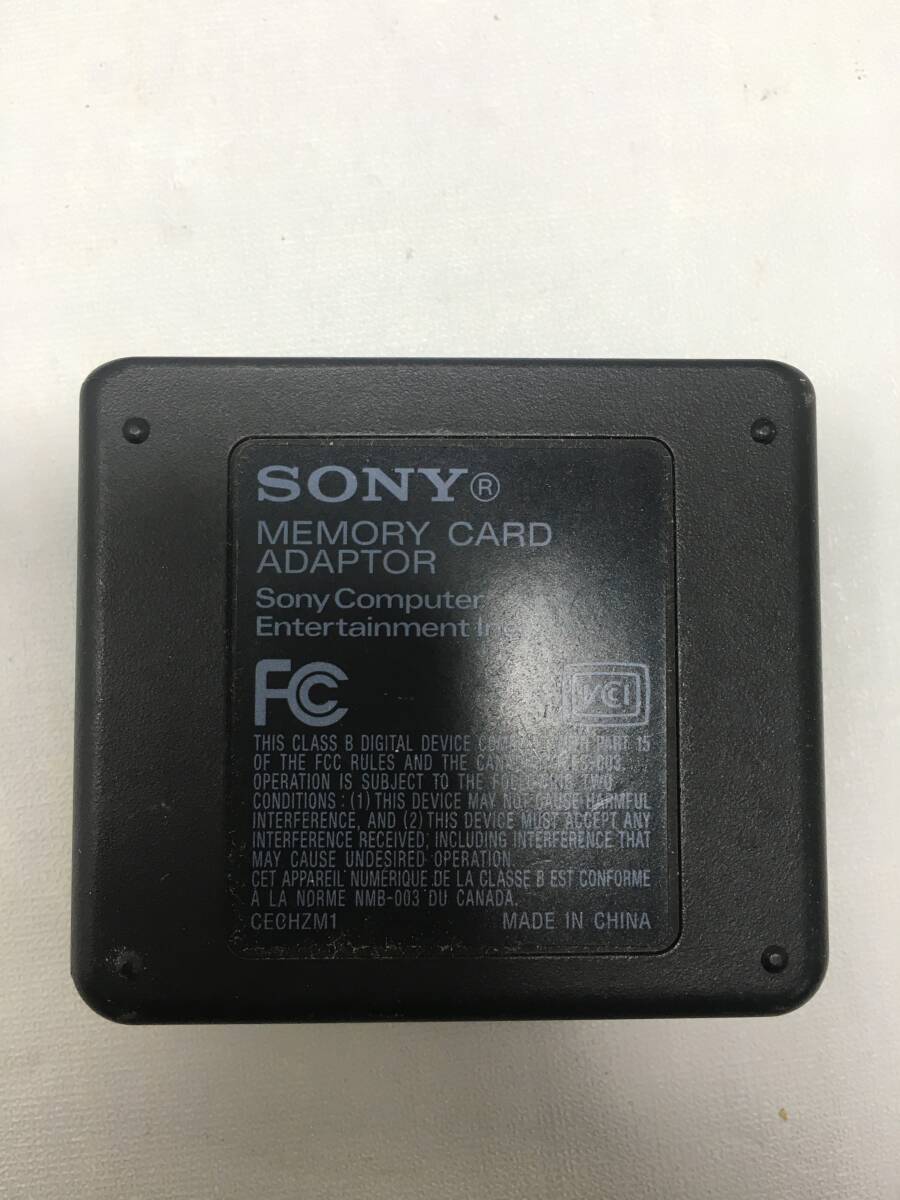 SONY®
MEMORY CARD
ADAPTOR
Sony Computer
Entertainment Inc
FC
VCI
THIS CLASS B DIGITAL DEVICE PART 15
OF THE FCC RULES AND THE
OPERATION IS SUBJECT TO THE TWO
CONDITIONS : (1) THIS DEVICE MAY NOT CAUSE HARMFUL
INTERFERENCE, AND (2) THIS DEVICE MUST ACCEPT ANY
INTERFERENCE RECEIVED, INCLUDING INTERFERENCE THAT
MAY CAUSE UNDESIRED OPERATION.
CET APPAREIL NUMÉRIQUE DE LA CLASSE B EST CONFORME
À LA NORME NMB-003 DU CANADA.
CECHZM1 MADE IN CHINA